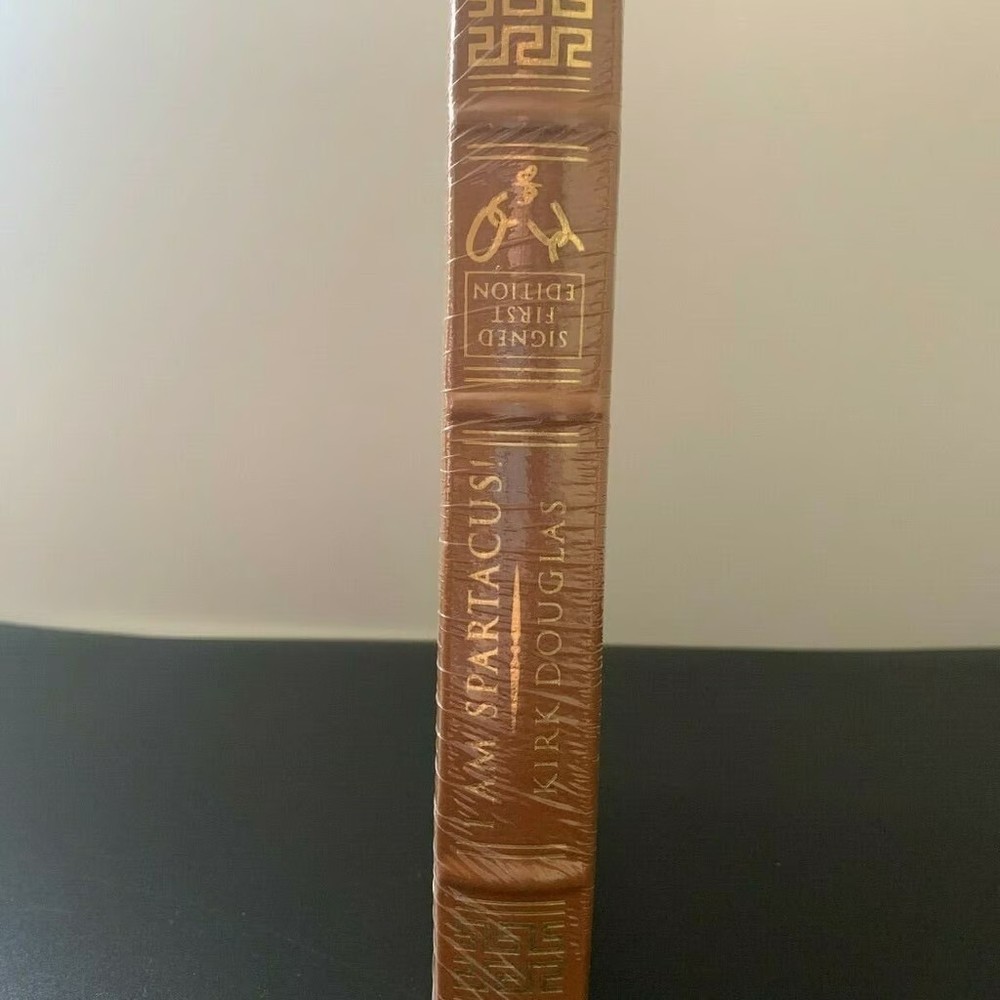 I AM SPARTACUS!
KIRK DOUGLAS
SIGNED
FIRST
EDITION